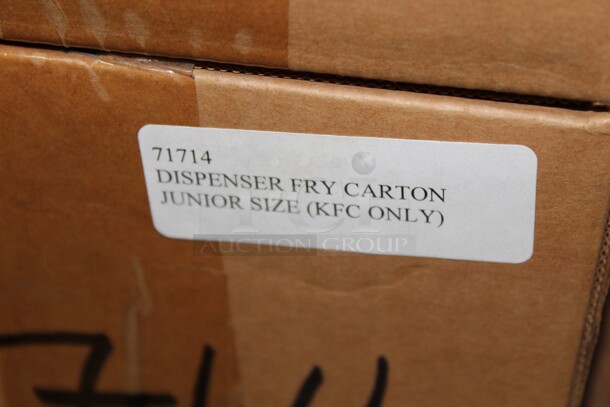 71714
DISPENSER FRY CARTON
JUNIOR SIZE (KFC ONLY)
AUCTION GROUP